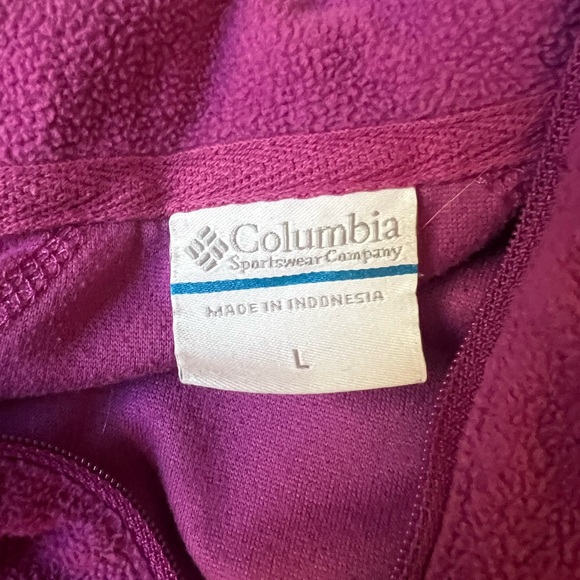 Columbia
Sportswear Company
MADE IN INDONESIA
L